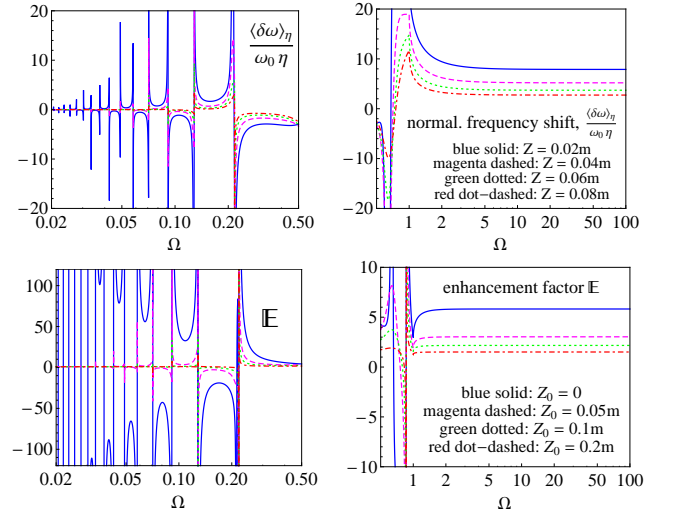 20
10
0
−10
−20
0.02 0.05 0.10 0.20 0.50
Ω
⟨δω⟩η
ω0 η
20
10
0
−10
−20
1 2 5 10 20 50 100
Ω
normal. frequency shift, ⟨δω⟩η / ω0 η
blue solid: Z = 0.02m
magenta dashed: Z = 0.04m
green dotted: Z = 0.06m
red dot−dashed: Z = 0.08m
100
50
0
−50
−100
0.02 0.05 0.10 0.20 0.50
Ω
𝔼
10
5
0
−5
−10
1 2 5 10 20 50 100
Ω
enhancement factor 𝔼
blue solid: Z0 = 0
magenta dashed: Z0 = 0.05m
green dotted: Z0 = 0.1m
red dot−dashed: Z0 = 0.2m